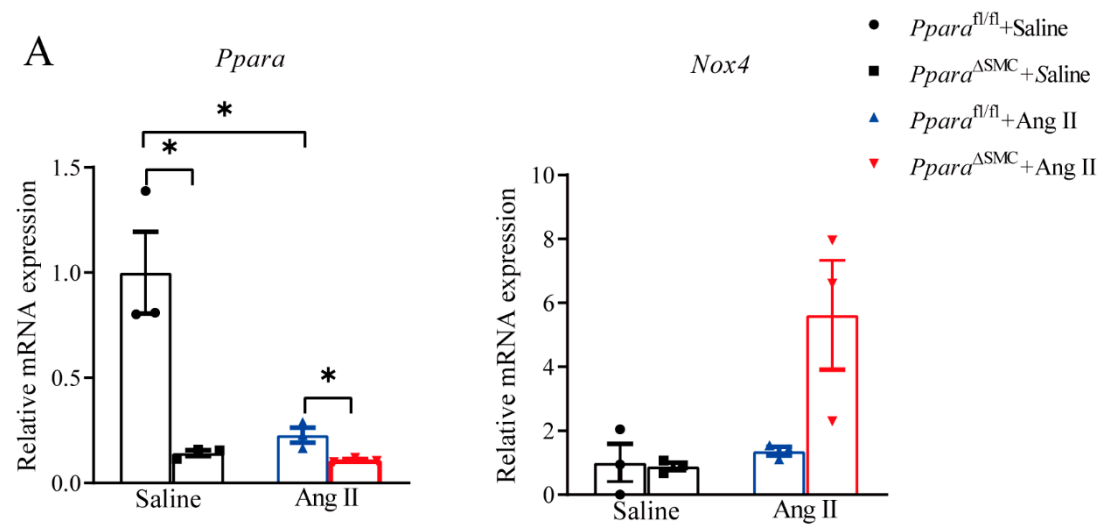 A
Ppara
*
*
*
Relative mRNA expression
1.5
1.0
0.5
0.0
Saline
Ang II
Nox4
Relative mRNA expression
10
8
6
4
2
0
Saline
Ang II
Ppara^fl/fl+Saline
Ppara^ΔSMC+Saline
Ppara^fl/fl+Ang II
Ppara^ΔSMC+Ang II